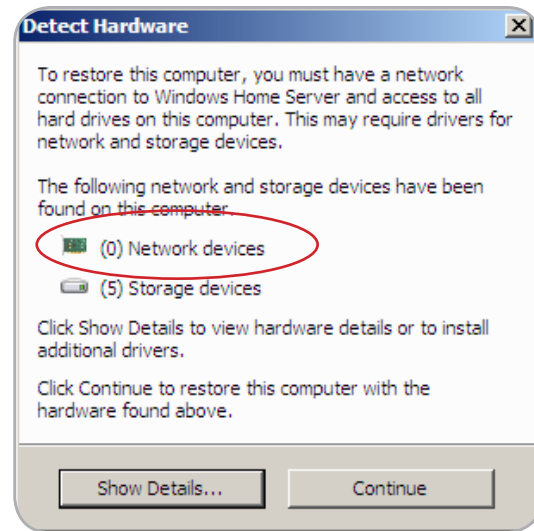 Detect Hardware
To restore this computer, you must have a network
connection to Windows Home Server and access to all
hard drives on this computer. This may require drivers for
network and storage devices.
The following network and storage devices have been
found on this computer.
(0) Network devices
(5) Storage devices
Click Show Details to view hardware details or to install
additional drivers.
Click Continue to restore this computer with the
hardware found above.
Show Details... Continue